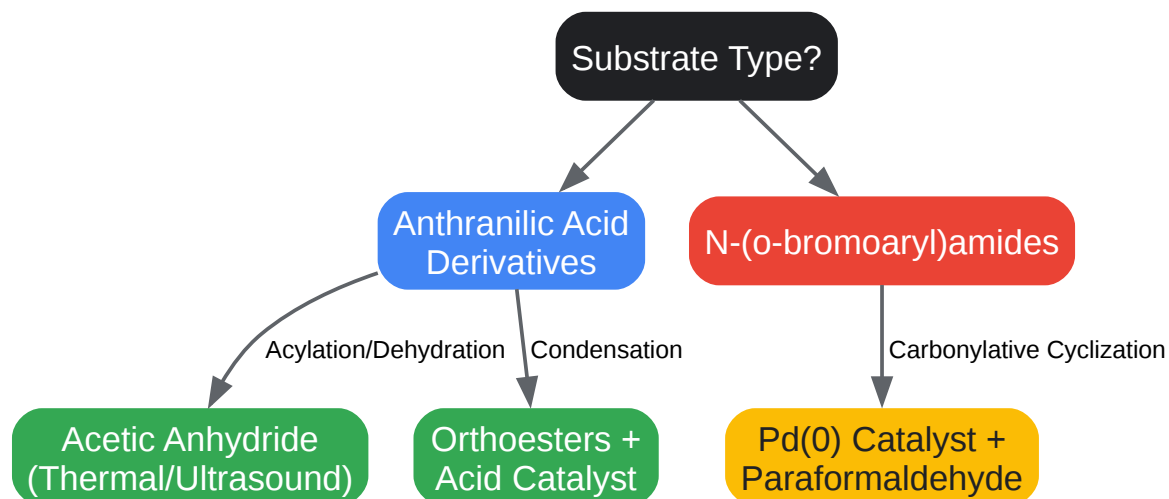 Substrate Type?
Anthranilic Acid
Derivatives
N-(o-bromoaryl)amides
Acylation/Dehydration
Condensation
Carbonylative Cyclization
Acetic Anhydride
(Thermal/Ultrasound)
Orthoesters +
Acid Catalyst
Pd(0) Catalyst +
Paraformaldehyde